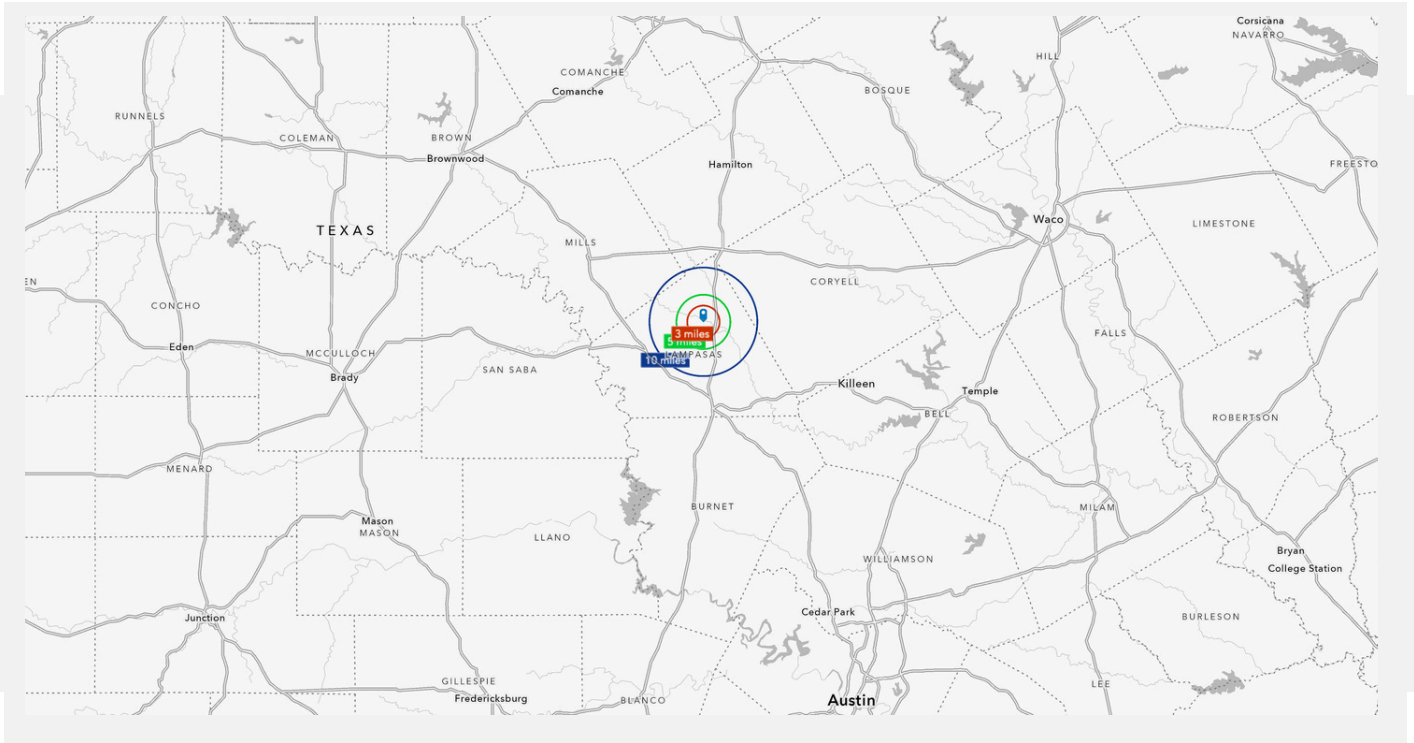 Corsicana
NAVARRO
HILL
COMANCHE
Comanche
BOSQUE
RUNNELS
COLEMAN
BROWN
Brownwood
Hamilton
FREESTO
Waco
LIMESTONE
TEXAS
MILLS
EN
CORYELL
CONCHO
3 miles
FALLS
5 miles
Eden
MCCULLOCH
LAMPASAS
10 miles
SAN SABA
Brady
Killeen
Temple
BELL
ROBERTSON
MENARD
BURNET
MILAM
Mason
MASON
LLANO
Bryan
WILLIAMSON
College Station
Cedar Park
Junction
BURLESON
GILLESPIE
LEE
Fredericksburg
BLANCO
Austin